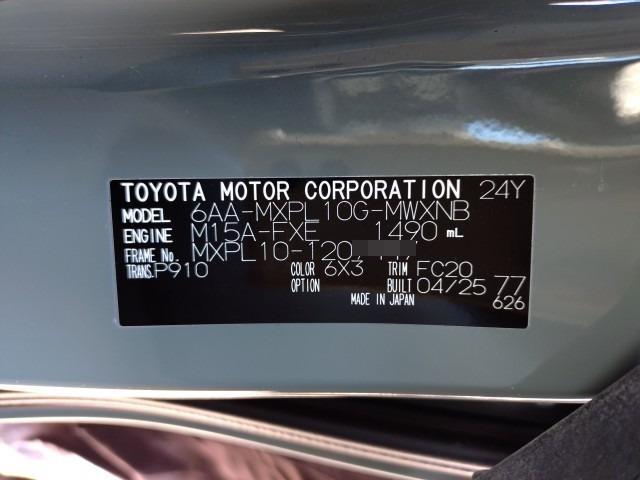 TOYOTA MOTOR CORPORATION 24Y
MODEL 6AA-MXPL10G-MWXNB
ENGINE M15A-FXE 1490 mL
FRAME No. MXPL10-120
TRANS. P910 COLOR 6X3 TRIM FC20
OPTION BUILT 04/25 77
MADE IN JAPAN 626